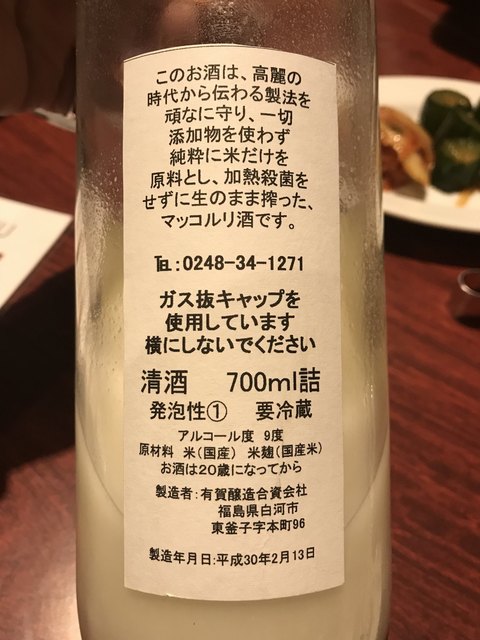 このお酒は、高麗の
時代から伝わる製法を
頑なに守り、一切
添加物を使わず
純粋に米だけを
原料とし、加熱殺菌を
せずに生のまま搾った、
マッコルリ酒です。
℡:0248-34-1271
ガス抜キャップを
使用しています
横にしないでください
清酒 700ml詰
発泡性① 要冷蔵
アルコール度 9度
原材料 米(国産) 米麹(国産米)
お酒は20歳になってから
製造者:有賀醸造合資会社
福島県白河市
東釜子字本町96
製造年月日:平成30年2月13日